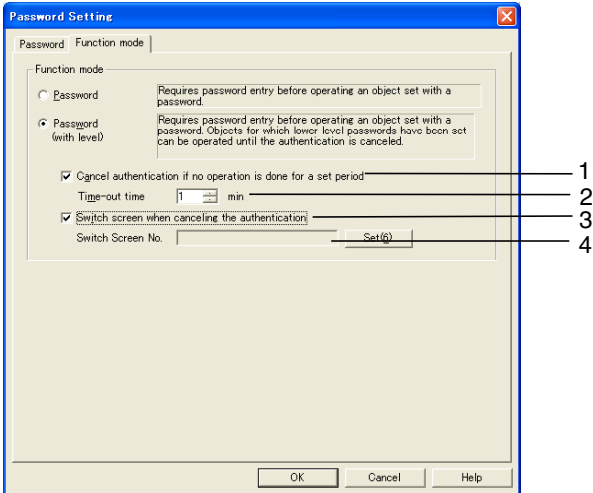 Password Setting
Password Function mode
Function mode
Password
Requires password entry before operating an object set with a
password.
Password
(with level)
Requires password entry before operating an object set with a
password. Objects for which lower level passwords have been set
can be operated until the authentication is canceled.
Cancel authentication if no operation is done for a set period
1
Time-out time 1 min
2
Switch screen when canceling the authentication
3
Switch Screen No. Set(6)
4
OK Cancel Help